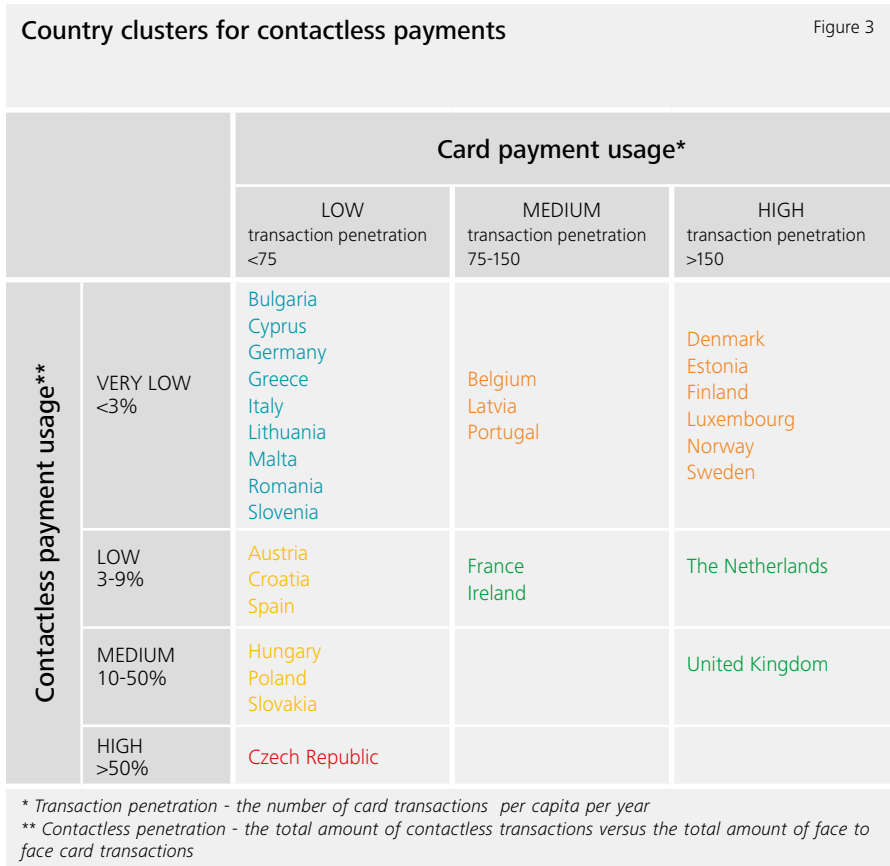 Country clusters for contactless payments
Figure 3
Card payment usage*
LOW
transaction penetration
<75
MEDIUM
transaction penetration
75-150
HIGH
transaction penetration
>150
Contactless payment usage**
VERY LOW
<3%
Bulgaria
Cyprus
Germany
Greece
Italy
Lithuania
Malta
Romania
Slovenia
Belgium
Latvia
Portugal
Denmark
Estonia
Finland
Luxembourg
Norway
Sweden
LOW
3-9%
Austria
Croatia
Spain
France
Ireland
The Netherlands
MEDIUM
10-50%
Hungary
Poland
Slovakia
United Kingdom
HIGH
>50%
Czech Republic
* Transaction penetration - the number of card transactions per capita per year
** Contactless penetration - the total amount of contactless transactions versus the total amount of face to
face card transactions